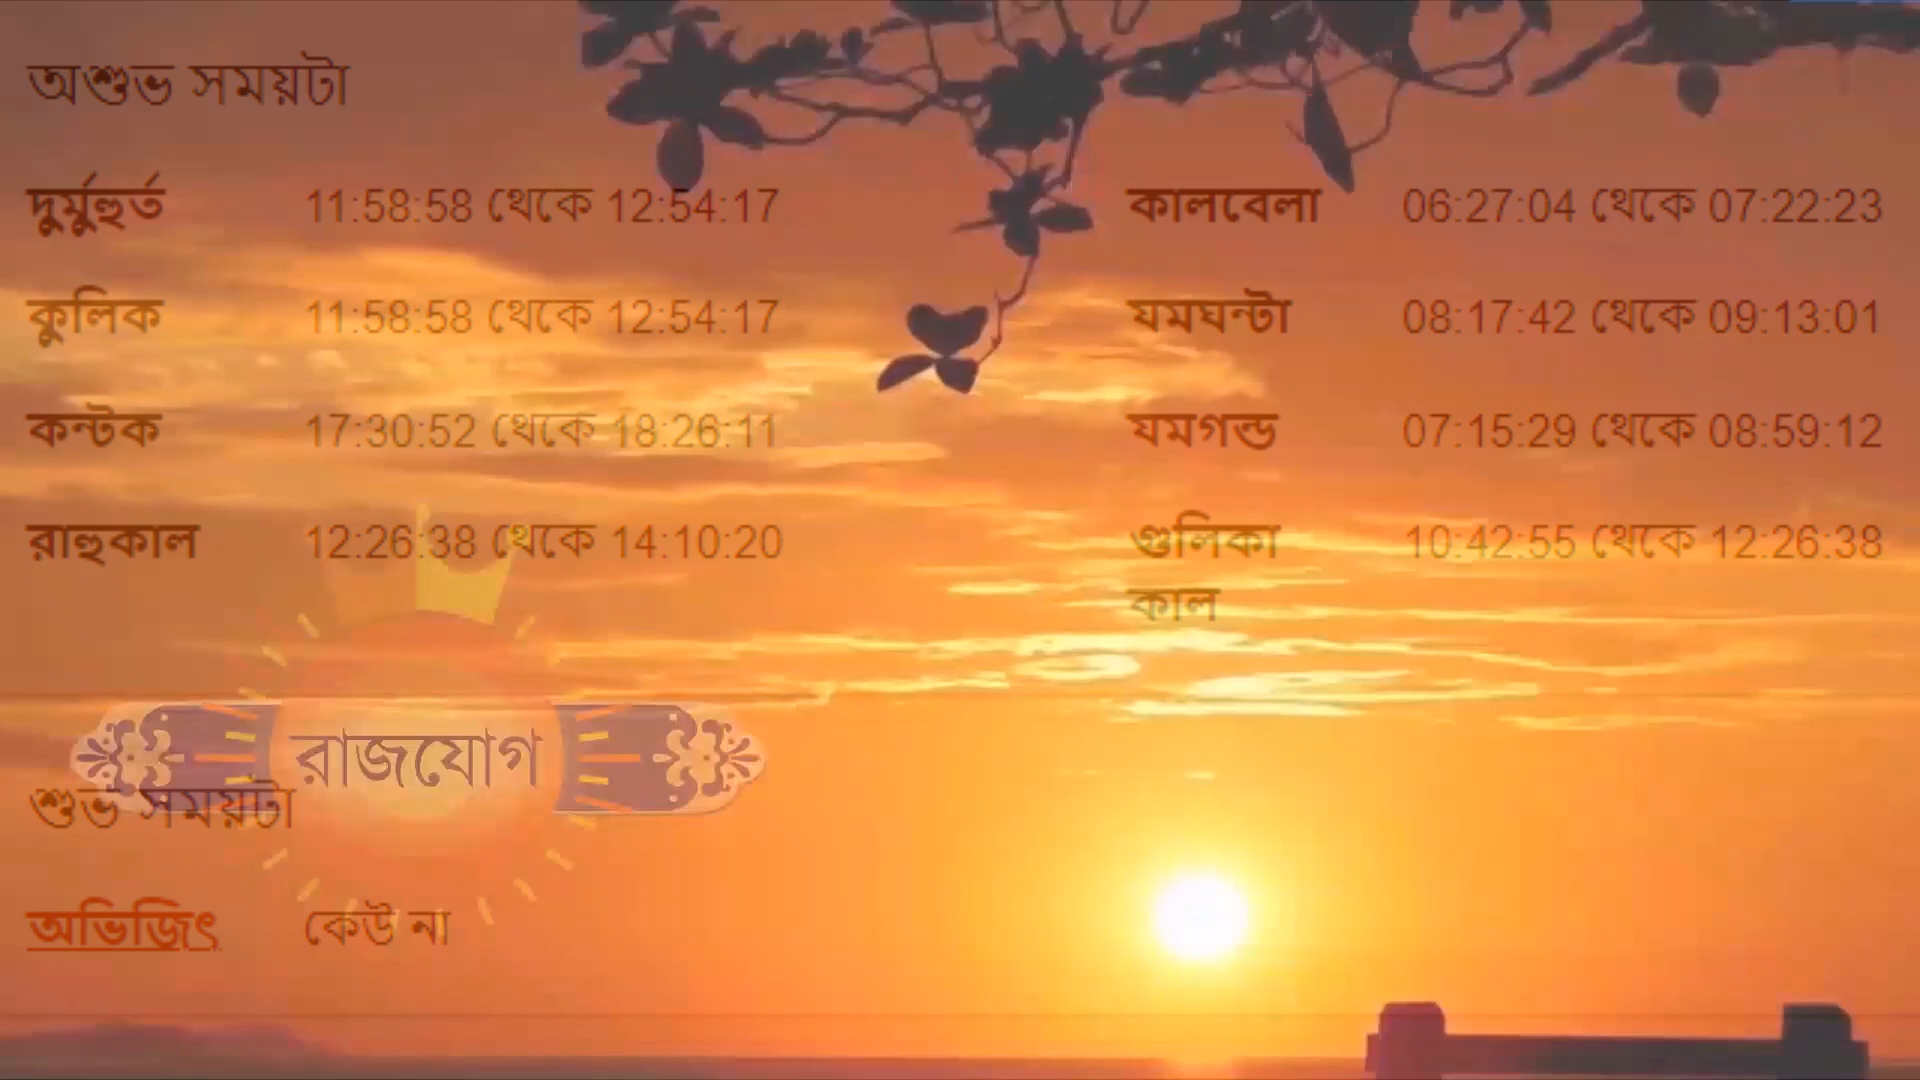 অশুভ সময়টা
দুর্মুহুর্ত 11:58:58 থেকে 12:54:17 কালবেলা 06:27:04 থেকে 07:22:23
কুলিক 11:58:58 থেকে 12:54:17 যমঘন্টা 08:17:42 থেকে 09:13:01
কন্টক 17:30:52 থেকে 18:26:11 যমগন্ড 07:15:29 থেকে 08:59:12
রাহুকাল 12:26:38 থেকে 14:10:20 গুলিকা 10:42:55 থেকে 12:26:38
কাল
রাজযোগ
শুভ সময়টা
অভিজিৎ কেউ না